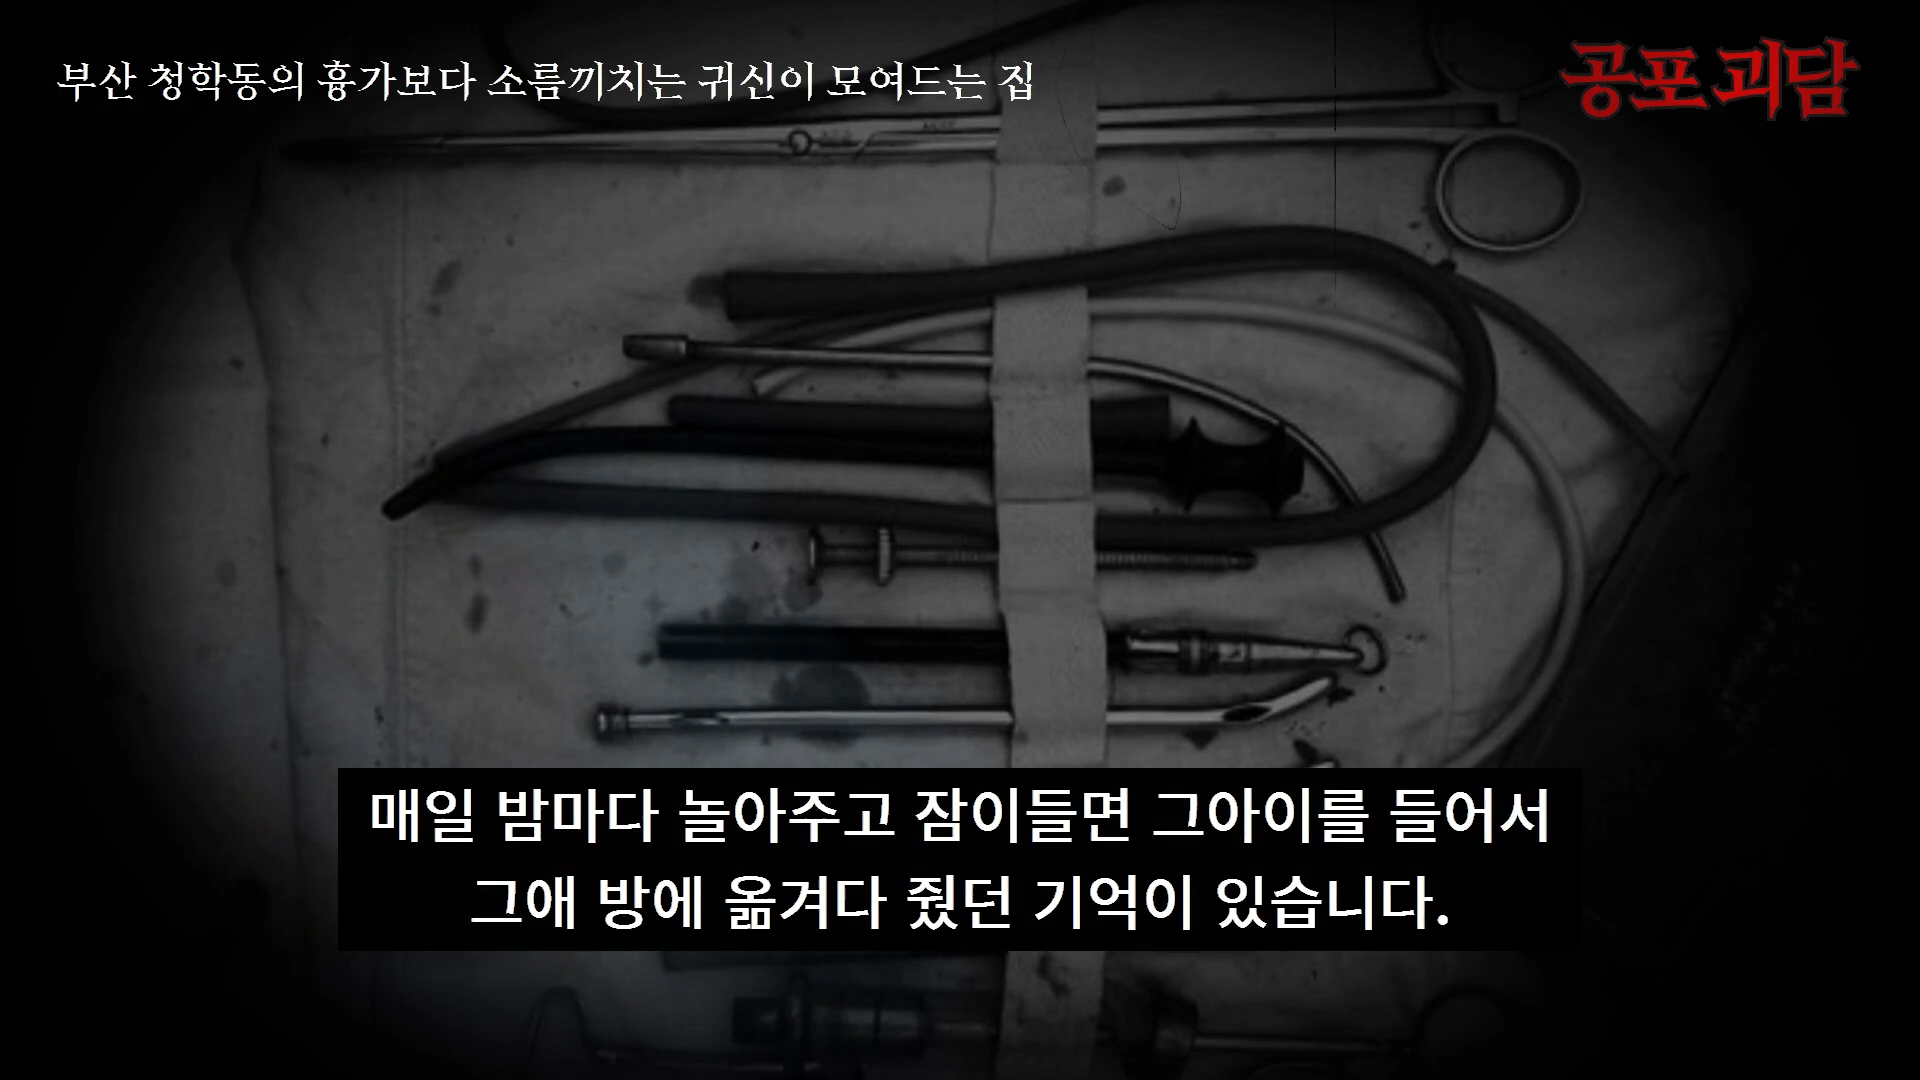 부산 청학동의 흉가보다 소름끼치는 귀신이 모여드는 집
공포괴담
매일 밤마다 놀아주고 잠이들면 그아이를 들어서
그애 방에 옮겨다 줬던 기억이 있습니다.